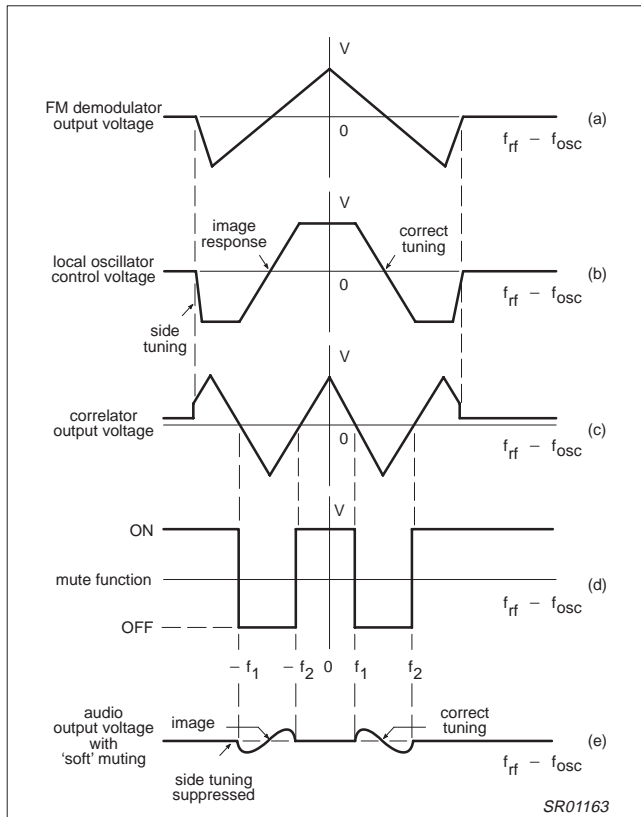 V
FM demodulator
output voltage
0
(a)
f_rf − f_osc
V
image
response
correct
tuning
local oscillator
control voltage
0
(b)
f_rf − f_osc
side
tuning
V
correlator
output voltage
0
(c)
f_rf − f_osc
V
ON
mute function
(d)
f_rf − f_osc
OFF
− f1 − f2 0 f1 f2
audio
output voltage
with
'soft' muting
image
correct
tuning
(e)
f_rf − f_osc
side tuning
suppressed
SR01163